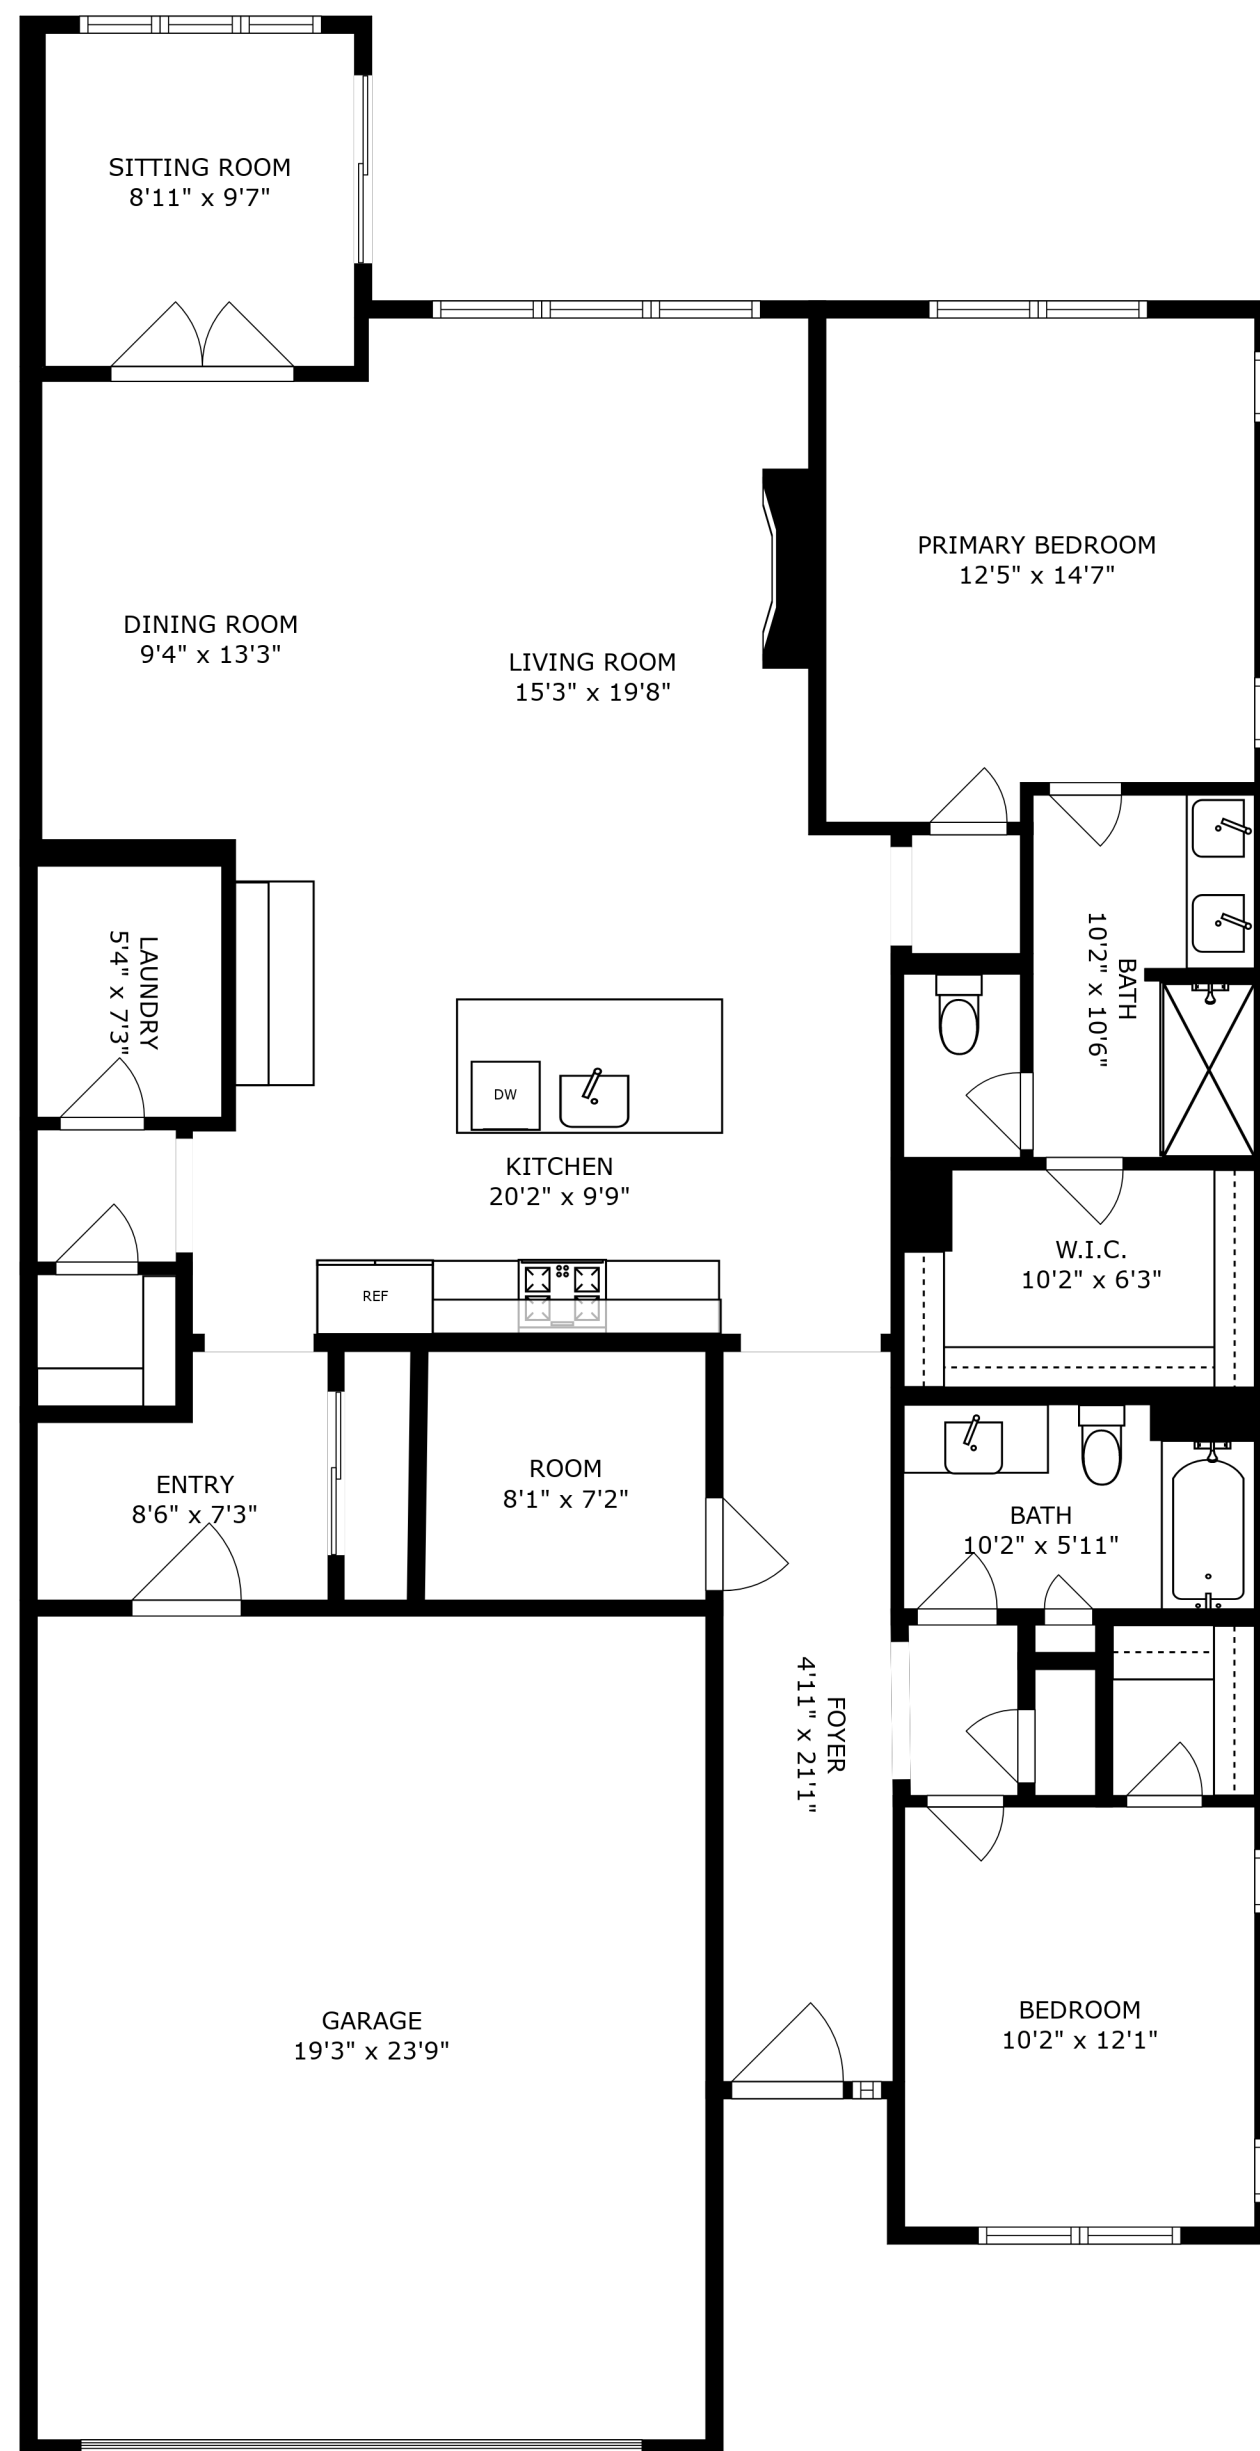 SITTING ROOM
8'11" x 9'7"
PRIMARY BEDROOM
12'5" x 14'7"
DINING ROOM
9'4" x 13'3"
LIVING ROOM
15'3" x 19'8"
LAUNDRY
5'4" x 7'3"
BATH
10'2" x 10'6"
DW
KITCHEN
20'2" x 9'9"
W.I.C.
10'2" x 6'3"
REF
ROOM
8'1" x 7'2"
ENTRY
8'6" x 7'3"
BATH
10'2" x 5'11"
FOYER
4'11" x 21'1"
BEDROOM
10'2" x 12'1"
GARAGE
19'3" x 23'9"